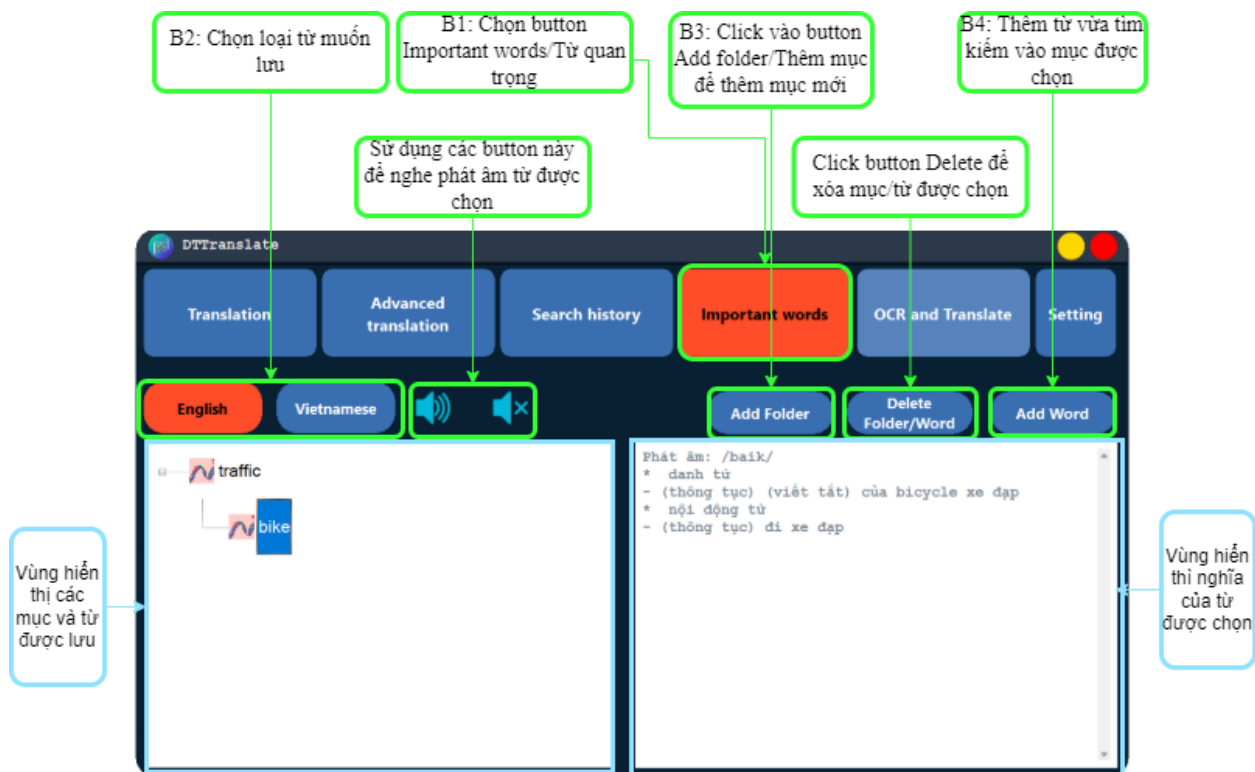 B2: Chọn loại từ muốn
lưu
B1: Chọn button
Important words/Từ quan
trọng
B3: Click vào button
Add folder/Thêm mục
để thêm mục mới
B4: Thêm từ vừa tìm
kiếm vào mục được
chọn
Sử dụng các button này
để nghe phát âm từ được
chọn
Click button Delete để
xóa mục/từ được chọn
DTTranslate
Translation
Advanced
translation
Search history
Important words
OCR and Translate
Setting
English
Vietnamese
Add Folder
Delete
Folder/Word
Add Word
traffic
bike
Phát âm: /baik/
* danh từ
- (thông tục) (viết tắt) của bicycle xe đạp
* nội động từ
- (thông tục) đi xe đạp
Vùng hiển
thị các
mục và từ
được lưu
Vùng hiển
thì nghĩa
của từ
được chọn